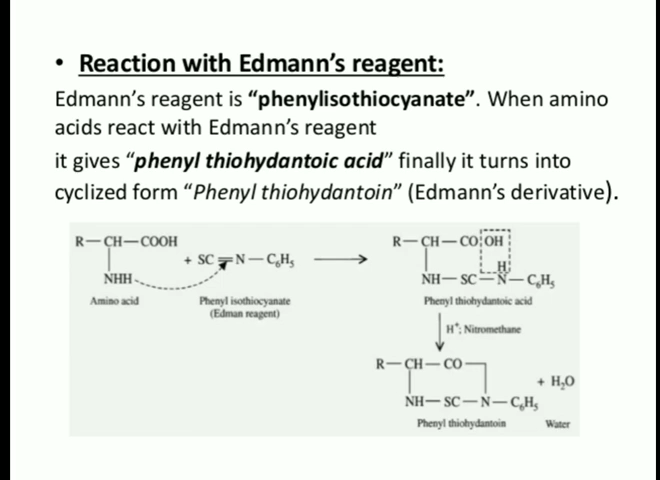 • Reaction with Edmann's reagent:
Edmann's reagent is "phenylisothiocyanate". When amino
acids react with Edmann's reagent
it gives "phenyl thiohydantoic acid" finally it turns into
cyclized form "Phenyl thiohydantoin" (Edmann's derivative).
R—CH—COOH
+ SC=N—C₆H₅
NHH
Amino acid
Phenyl isothiocyanate
(Edman reagent)
R—CH—CO OH
H
NH—SC—N—C₆H₅
Phenyl thiohydantoic acid
H⁺; Nitromethane
R—CH—CO
+ H₂O
NH—SC—N—C₆H₅
Phenyl thiohydantoin
Water